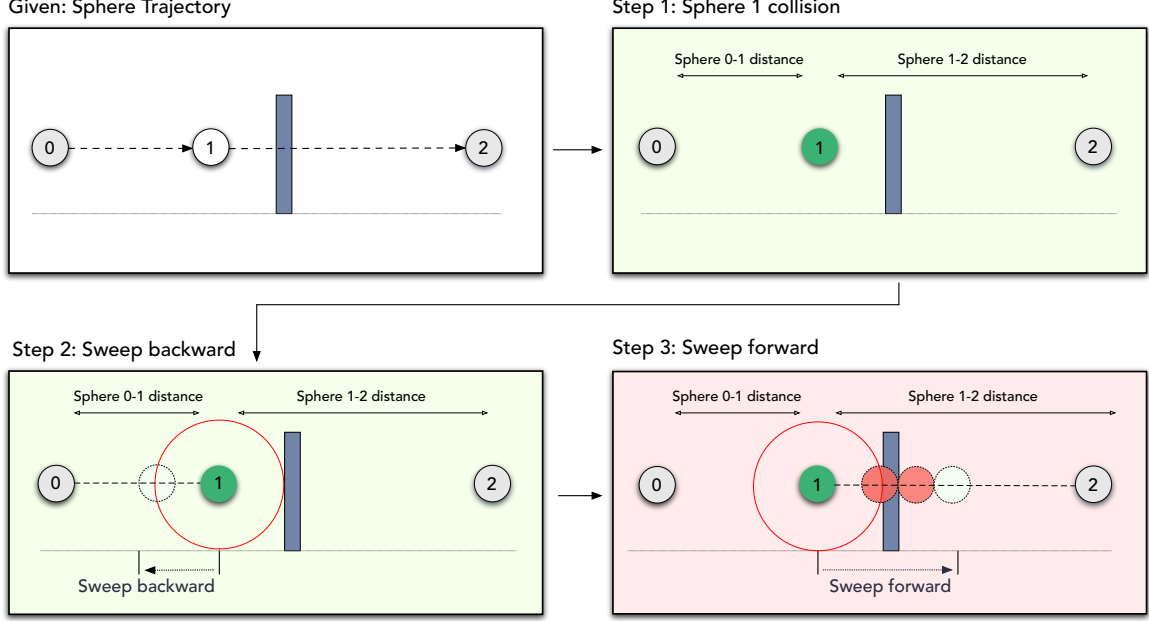 Given: Sphere Trajectory
0
1
2
Step 1: Sphere 1 collision
Sphere 0-1 distance
Sphere 1-2 distance
0
1
2
Step 2: Sweep backward
Sphere 0-1 distance
Sphere 1-2 distance
0
1
2
Sweep backward
Step 3: Sweep forward
Sphere 0-1 distance
Sphere 1-2 distance
0
1
2
Sweep forward